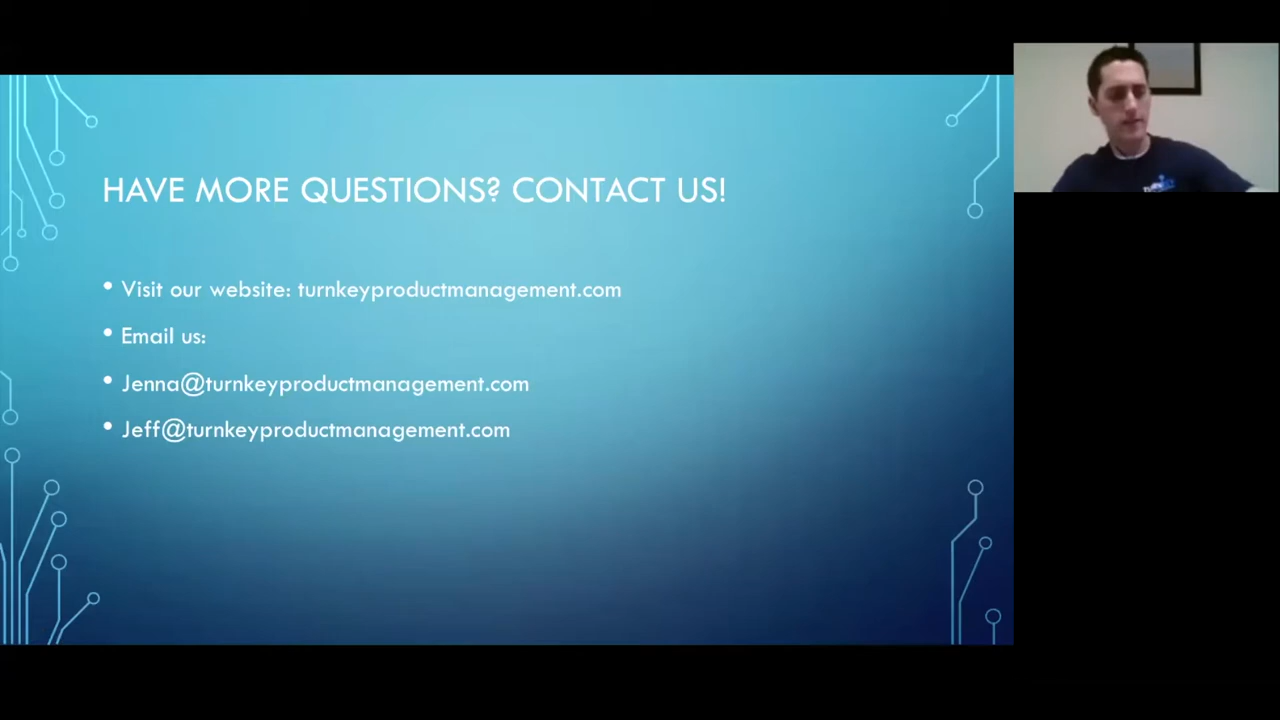 HAVE MORE QUESTIONS? CONTACT US!
• Visit our website: turnkeyproductmanagement.com
• Email us:
• Jenna@turnkeyproductmanagement.com
• Jeff@turnkeyproductmanagement.com